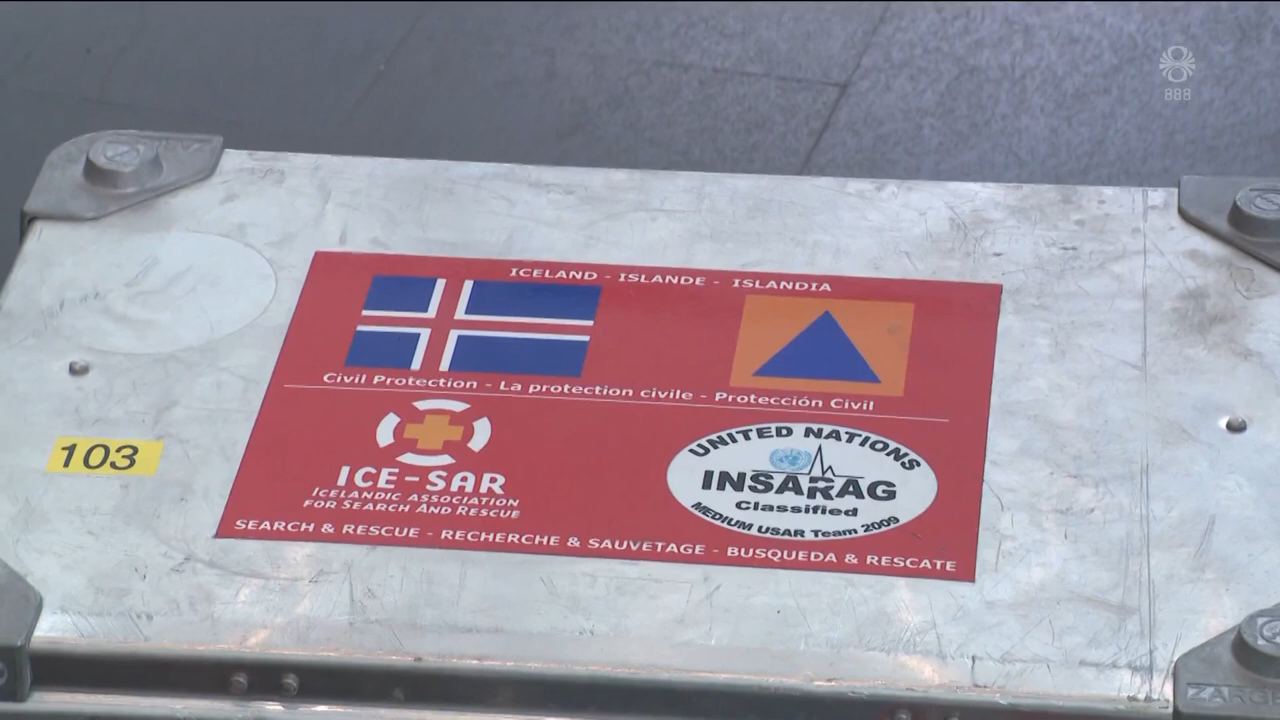 888
ICELAND - ISLANDE - ISLANDIA
Civil Protection - La protection civile - Protección Civil
103
ICE-SAR
ICELANDIC ASSOCIATION
FOR SEARCH AND RESCUE
UNITED NATIONS
INSARAG
Classified
MEDIUM USAR Team 2009
SEARCH & RESCUE - RECHERCHE & SAUVETAGE - BUSQUEDA & RESCATE